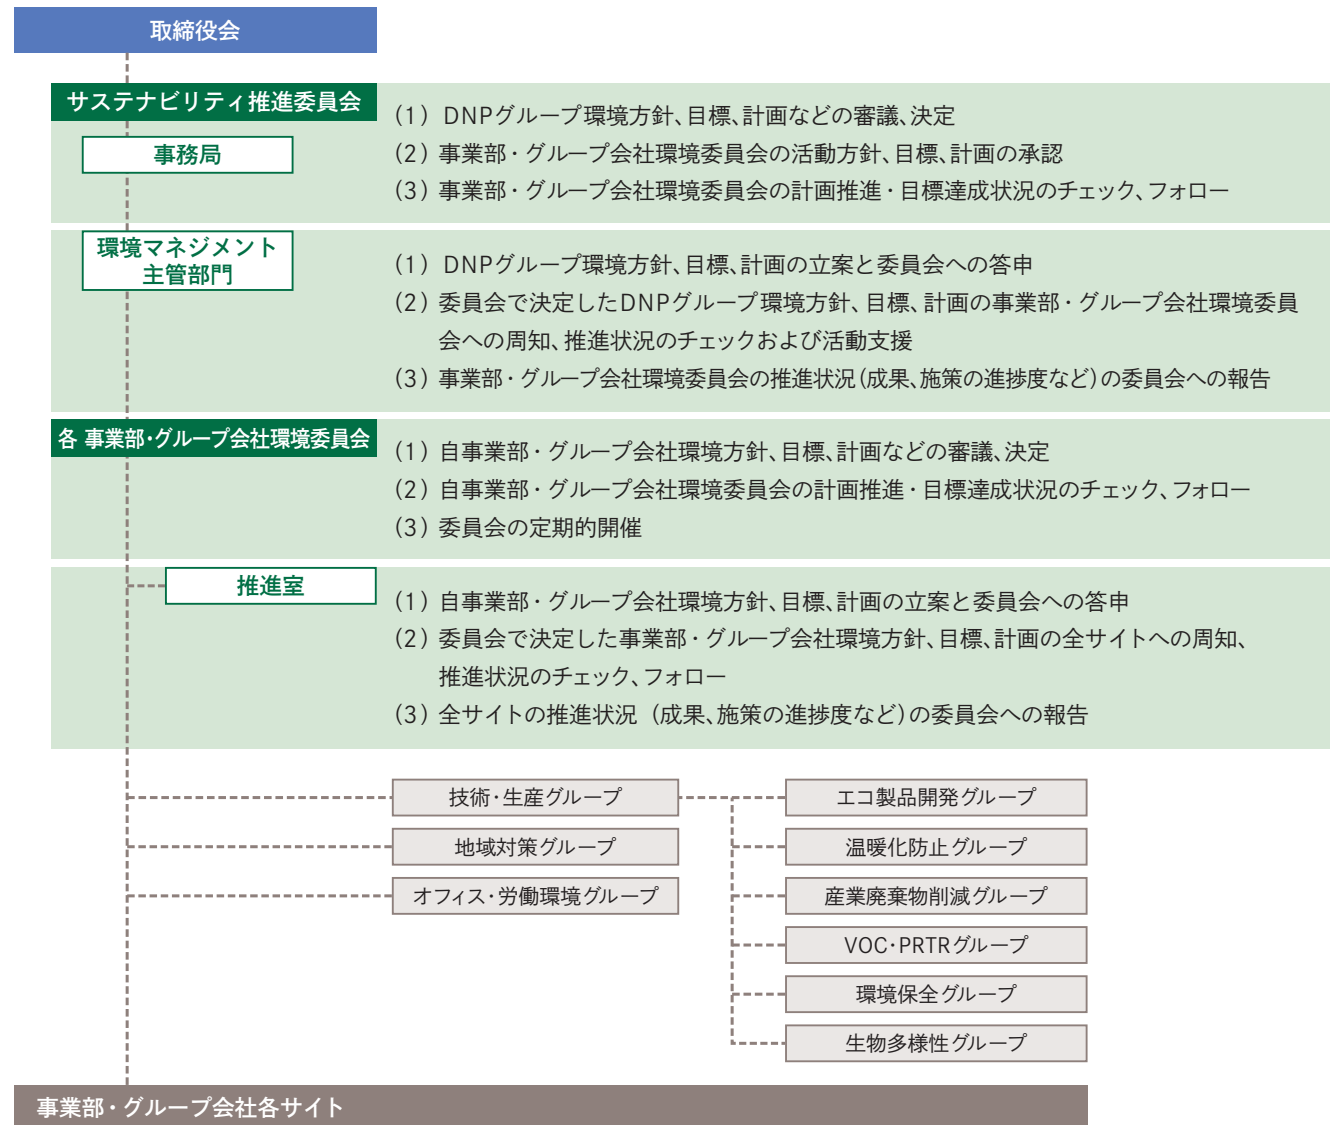 取締役会
サステナビリティ推進委員会
事務局
(1) DNPグループ環境方針、目標、計画などの審議、決定
(2) 事業部・グループ会社環境委員会の活動方針、目標、計画の承認
(3) 事業部・グループ会社環境委員会の計画推進・目標達成状況のチェック、フォロー
環境マネジメント
主管部門
(1) DNPグループ環境方針、目標、計画の立案と委員会への答申
(2) 委員会で決定したDNPグループ環境方針、目標、計画の事業部・グループ会社環境委員
会への周知、推進状況のチェックおよび活動支援
(3) 事業部・グループ会社環境委員会の推進状況(成果、施策の進捗度など)の委員会への報告
各 事業部・グループ会社環境委員会
(1) 自事業部・グループ会社環境方針、目標、計画などの審議、決定
(2) 自事業部・グループ会社環境委員会の計画推進・目標達成状況のチェック、フォロー
(3) 委員会の定期的開催
推進室
(1) 自事業部・グループ会社環境方針、目標、計画の立案と委員会への答申
(2) 委員会で決定した事業部・グループ会社環境方針、目標、計画の全サイトへの周知、
推進状況のチェック、フォロー
(3) 全サイトの推進状況 (成果、施策の進捗度など)の委員会への報告
技術・生産グループ
地域対策グループ
オフィス・労働環境グループ
エコ製品開発グループ
温暖化防止グループ
産業廃棄物削減グループ
VOC・PRTRグループ
環境保全グループ
生物多様性グループ
事業部・グループ会社各サイト